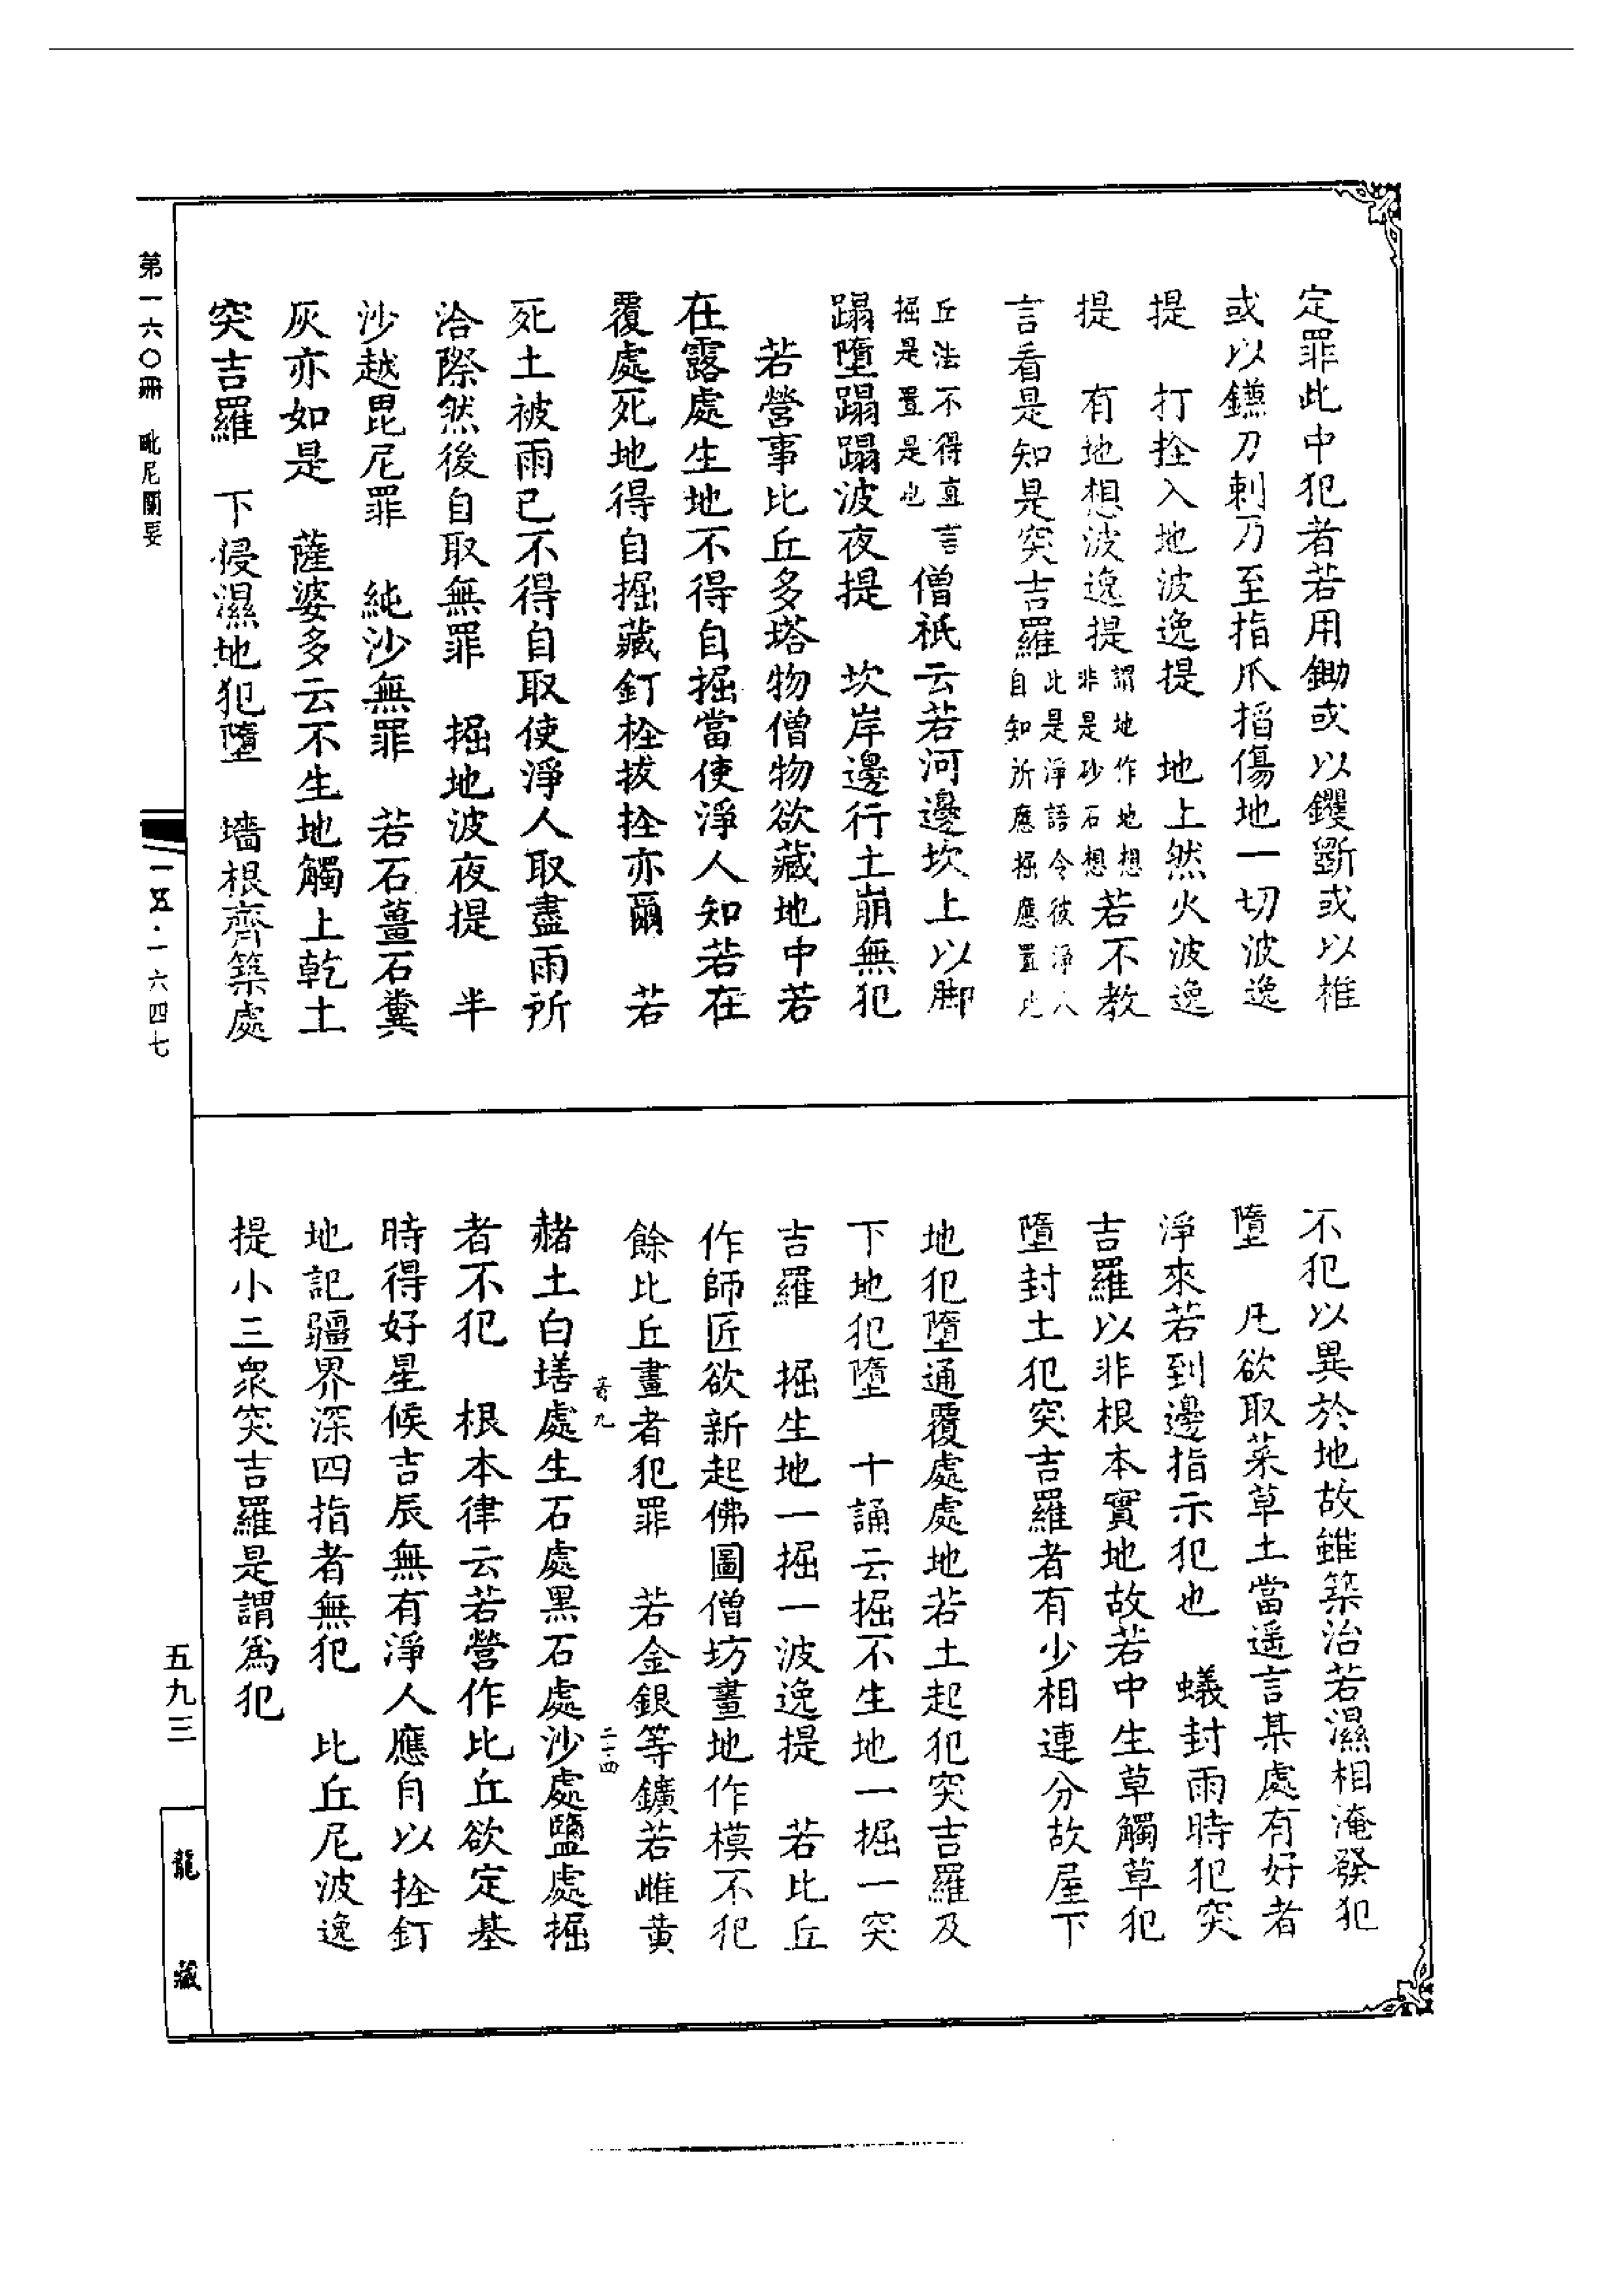 定罪此中犯者若用鋤或以钁斲或以椎
或以鐮刀刺乃至指爪搯傷地一切波逸
提　打拴入地波逸提　地上然火波逸
提　有地想波逸提謂地作地想非是砂石想若不教
言看是知是突吉羅此是淨語令彼淨人自知所應掘應置比
丘法不得直言掘是置是也僧祇云若河邊坎上以脚
蹋墮蹋蹋波夜提　坎岸邊行土崩無犯
若營事比丘多塔物僧物欲藏地中若
在露處生地不得自掘當使淨人知若在
覆處死地得自掘藏釘栓拔拴亦爾　若
死土被雨已不得自取使淨人取盡雨所
洽際然後自取無罪　掘地波夜提　半
沙越毘尼罪　純沙無罪　若石薑石糞
灰亦如是　薩婆多云不生地觸上乾土
突吉羅　下侵濕地犯墮　墻根齊築處
不犯以異於地故雖築治若濕相淹發犯
墮　凡欲取菜草土當遥言某處有好者
淨來若到邊指示犯也　蟻封雨時犯突
吉羅以非根本實地故若中生草觸草犯
墮封土犯突吉羅者有少相連分故屋下
地犯墮通覆處處地若土起犯突吉羅及
下地犯墮　十誦云掘不生地一掘一突
吉羅　掘生地一掘一波逸提　若比丘
作師匠欲新起佛圖僧坊畫地作模不犯
餘比丘畫者犯罪　若金銀等鑛若雌黄
赭土白墡處生石處黑石處沙處鹽處掘
者不犯　根本律云若營作比丘欲定基
時得好星候吉辰無有淨人應自以拴釘
地記疆界深四指者無犯　比丘尼波逸
提小三眾突吉羅是謂爲犯
二十四
第一六〇冊　毗尼關要
一五·一六四七
五九三
龍藏